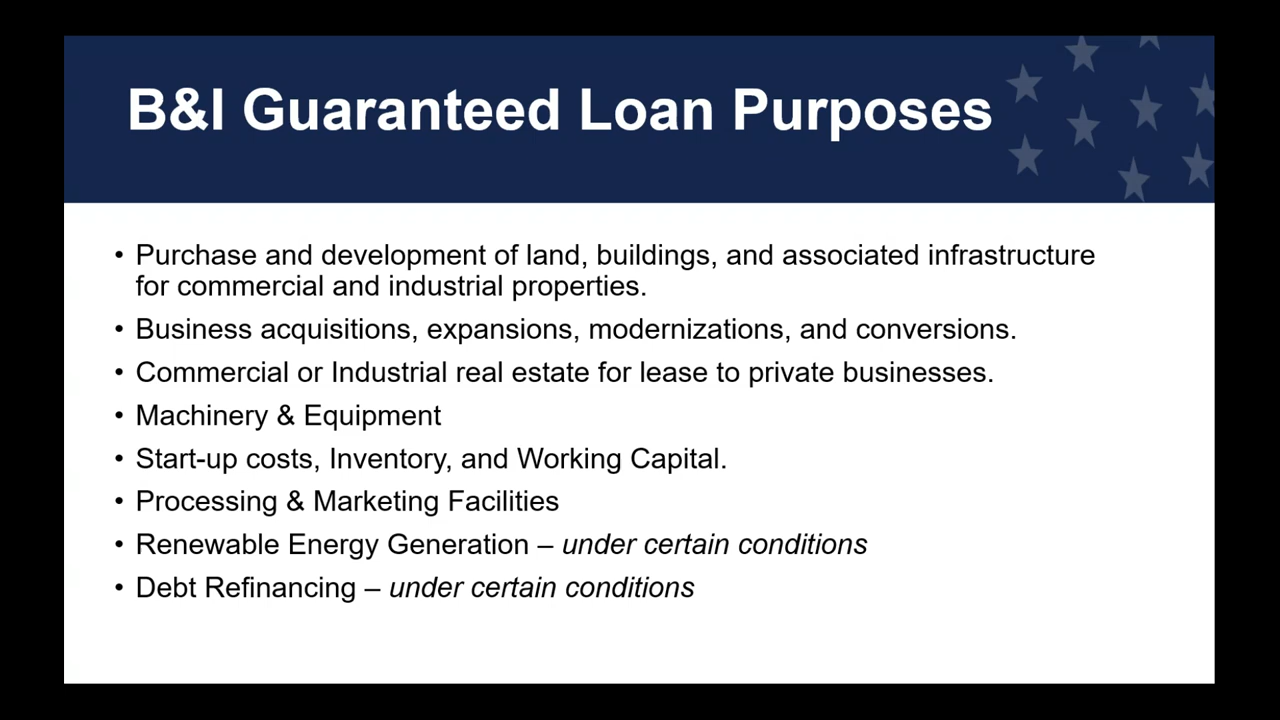 B&I Guaranteed Loan Purposes
• Purchase and development of land, buildings, and associated infrastructure
for commercial and industrial properties.
• Business acquisitions, expansions, modernizations, and conversions.
• Commercial or Industrial real estate for lease to private businesses.
• Machinery & Equipment
• Start-up costs, Inventory, and Working Capital.
• Processing & Marketing Facilities
• Renewable Energy Generation – under certain conditions
• Debt Refinancing – under certain conditions